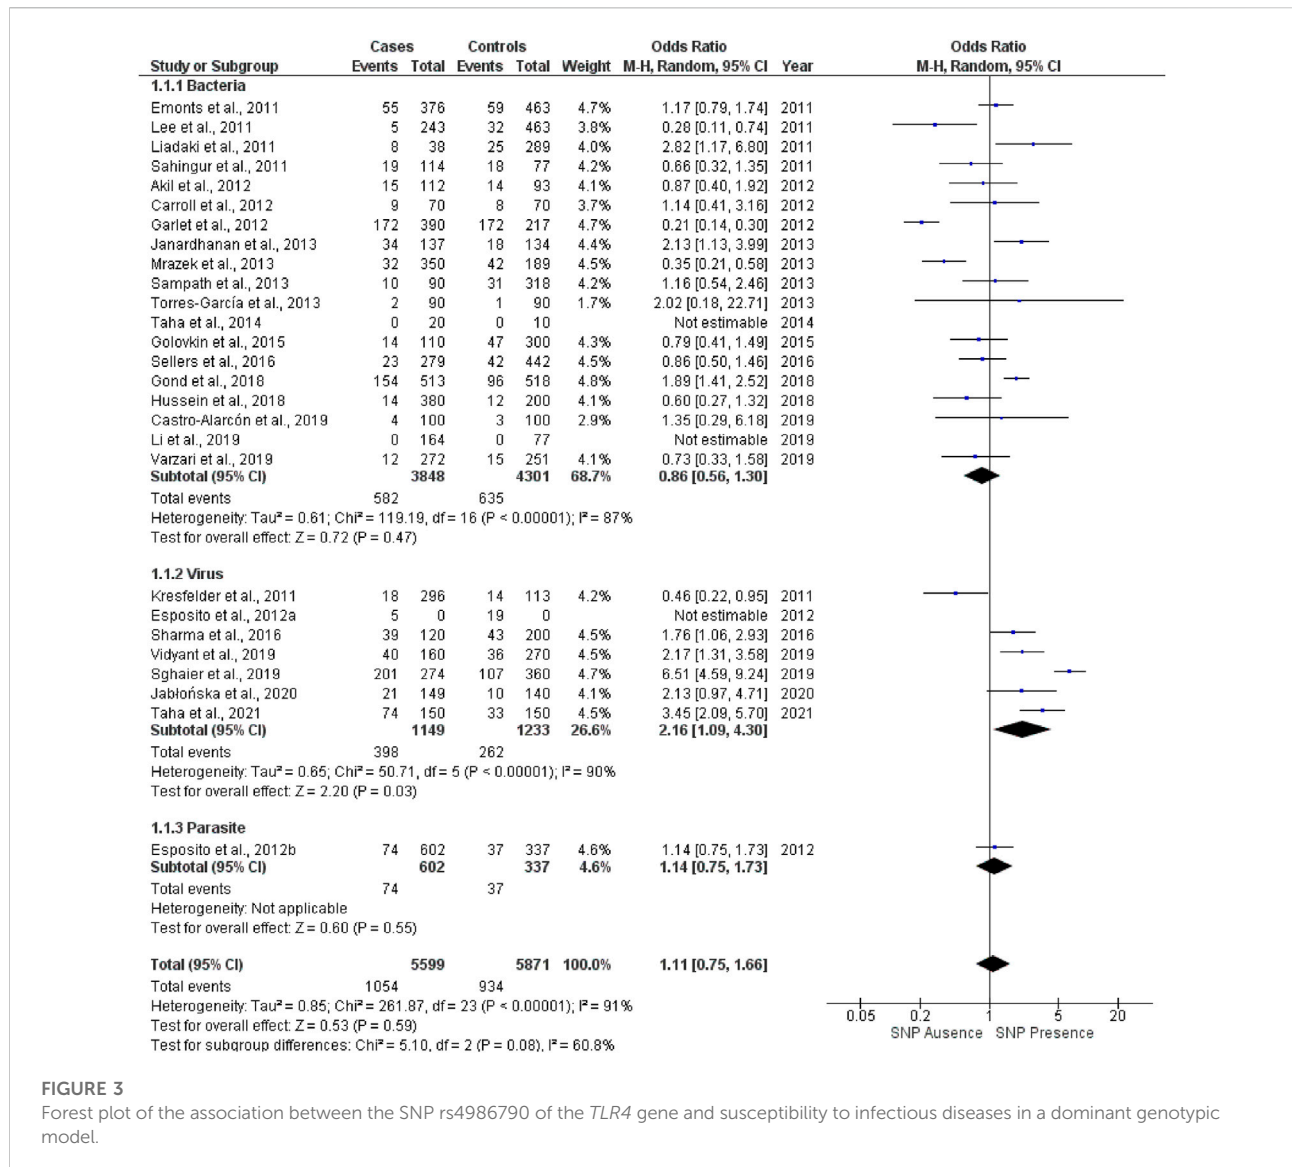 Cases Controls Odds Ratio Odds Ratio
Study or Subgroup Events Total Events Total Weight M-H, Random, 95% CI Year M-H, Random, 95% CI
1.1.1 Bacteria
Emonts et al., 2011 55 376 59 463 4.7% 1.17 [0.79, 1.74] 2011
Lee et al., 2011 5 243 32 463 3.8% 0.28 [0.11, 0.74] 2011
Liadaki et al., 2011 8 38 25 289 4.0% 2.82 [1.17, 6.80] 2011
Sahingur et al., 2011 19 114 18 77 4.2% 0.66 [0.32, 1.35] 2011
Akil et al., 2012 15 112 14 93 4.1% 0.87 [0.40, 1.92] 2012
Carroll et al., 2012 9 70 8 70 3.7% 1.14 [0.41, 3.16] 2012
Garlet et al., 2012 172 390 172 217 4.7% 0.21 [0.14, 0.30] 2012
Janardhanan et al., 2013 34 137 18 134 4.4% 2.13 [1.13, 3.99] 2013
Mrazek et al., 2013 32 350 42 189 4.5% 0.35 [0.21, 0.58] 2013
Sampath et al., 2013 10 90 31 318 4.2% 1.16 [0.54, 2.46] 2013
Torres-García et al., 2013 2 90 1 90 1.7% 2.02 [0.18, 22.71] 2013
Taha et al., 2014 0 20 0 10 Not estimable 2014
Golovkin et al., 2015 14 110 47 300 4.3% 0.79 [0.41, 1.49] 2015
Sellers et al., 2016 23 279 42 442 4.5% 0.86 [0.50, 1.46] 2016
Gond et al., 2018 154 513 96 518 4.8% 1.89 [1.41, 2.52] 2018
Hussein et al., 2018 14 380 12 200 4.1% 0.60 [0.27, 1.32] 2018
Castro-Alarcón et al., 2019 4 100 3 100 2.9% 1.35 [0.29, 6.18] 2019
Li et al., 2019 0 164 0 77 Not estimable 2019
Varzari et al., 2019 12 272 15 251 4.1% 0.73 [0.33, 1.58] 2019
Subtotal (95% CI) 3848 4301 68.7% 0.86 [0.56, 1.30]
Total events 582 635
Heterogeneity: Tau² = 0.61; Chi² = 119.19, df = 16 (P < 0.00001); I² = 87%
Test for overall effect: Z = 0.72 (P = 0.47)
1.1.2 Virus
Kresfelder et al., 2011 18 296 14 113 4.2% 0.46 [0.22, 0.95] 2011
Esposito et al., 2012a 5 0 19 0 Not estimable 2012
Sharma et al., 2016 39 120 43 200 4.5% 1.76 [1.06, 2.93] 2016
Vidyant et al., 2019 40 160 36 270 4.5% 2.17 [1.31, 3.58] 2019
Sghaier et al., 2019 201 274 107 360 4.7% 6.51 [4.59, 9.24] 2019
Jabłońska et al., 2020 21 149 10 140 4.1% 2.13 [0.97, 4.71] 2020
Taha et al., 2021 74 150 33 150 4.5% 3.45 [2.09, 5.70] 2021
Subtotal (95% CI) 1149 1233 26.6% 2.16 [1.09, 4.30]
Total events 398 262
Heterogeneity: Tau² = 0.65; Chi² = 50.71, df = 5 (P < 0.00001); I² = 90%
Test for overall effect: Z = 2.20 (P = 0.03)
1.1.3 Parasite
Esposito et al., 2012b 74 602 37 337 4.6% 1.14 [0.75, 1.73] 2012
Subtotal (95% CI) 602 337 4.6% 1.14 [0.75, 1.73]
Total events 74 37
Heterogeneity: Not applicable
Test for overall effect: Z = 0.60 (P = 0.55)
Total (95% CI) 5599 5871 100.0% 1.11 [0.75, 1.66]
Total events 1054 934
Heterogeneity: Tau² = 0.85; Chi² = 261.87, df = 23 (P < 0.00001); I² = 91%
Test for overall effect: Z = 0.53 (P = 0.59)
Test for subgroup differences: Chi² = 5.10, df = 2 (P = 0.08), I² = 60.8%
0.05 0.2 1 5 20
SNP Ausence SNP Presence
FIGURE 3
Forest plot of the association between the SNP rs4986790 of the TLR4 gene and susceptibility to infectious diseases in a dominant genotypic
model.